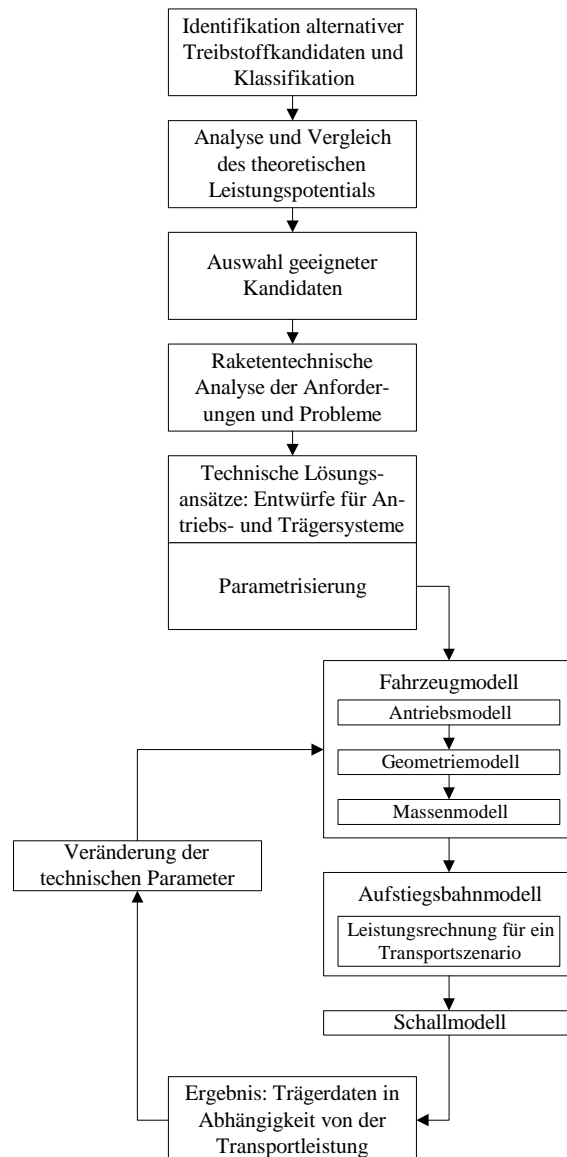 Identifikation alternativer
Treibstoffkandidaten und
Klassifikation
Analyse und Vergleich
des theoretischen
Leistungspotentials
Auswahl geeigneter
Kandidaten
Raketentechnische
Analyse der Anforder-
ungen und Probleme
Technische Lösungs-
ansätze: Entwürfe für An-
triebs- und Trägersysteme
Parametrisierung
Fahrzeugmodell
Antriebsmodell
Geometriemodell
Massenmodell
Veränderung der
technischen Parameter
Aufstiegsbahnmodell
Leistungsrechnung für ein
Transportszenario
Schallmodell
Ergebnis: Trägerdaten in
Abhängigkeit von der
Transportleistung